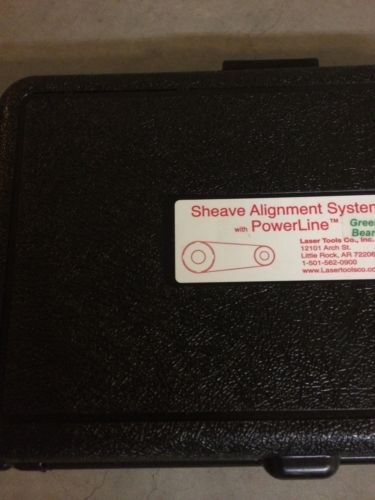 Sheave Alignment System
with PowerLine™ Green
Beam
Laser Tools Co., Inc.
12101 Arch St.
Little Rock, AR 72206
1-501-562-0900
www.Lasertoolsco.co